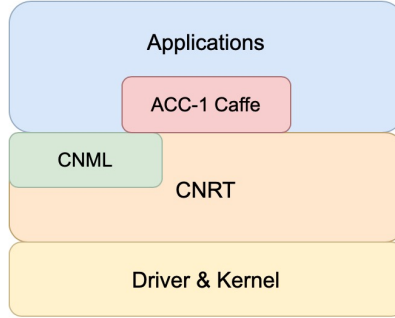 Applications
ACC-1 Caffe
CNML
CNRT
Driver & Kernel